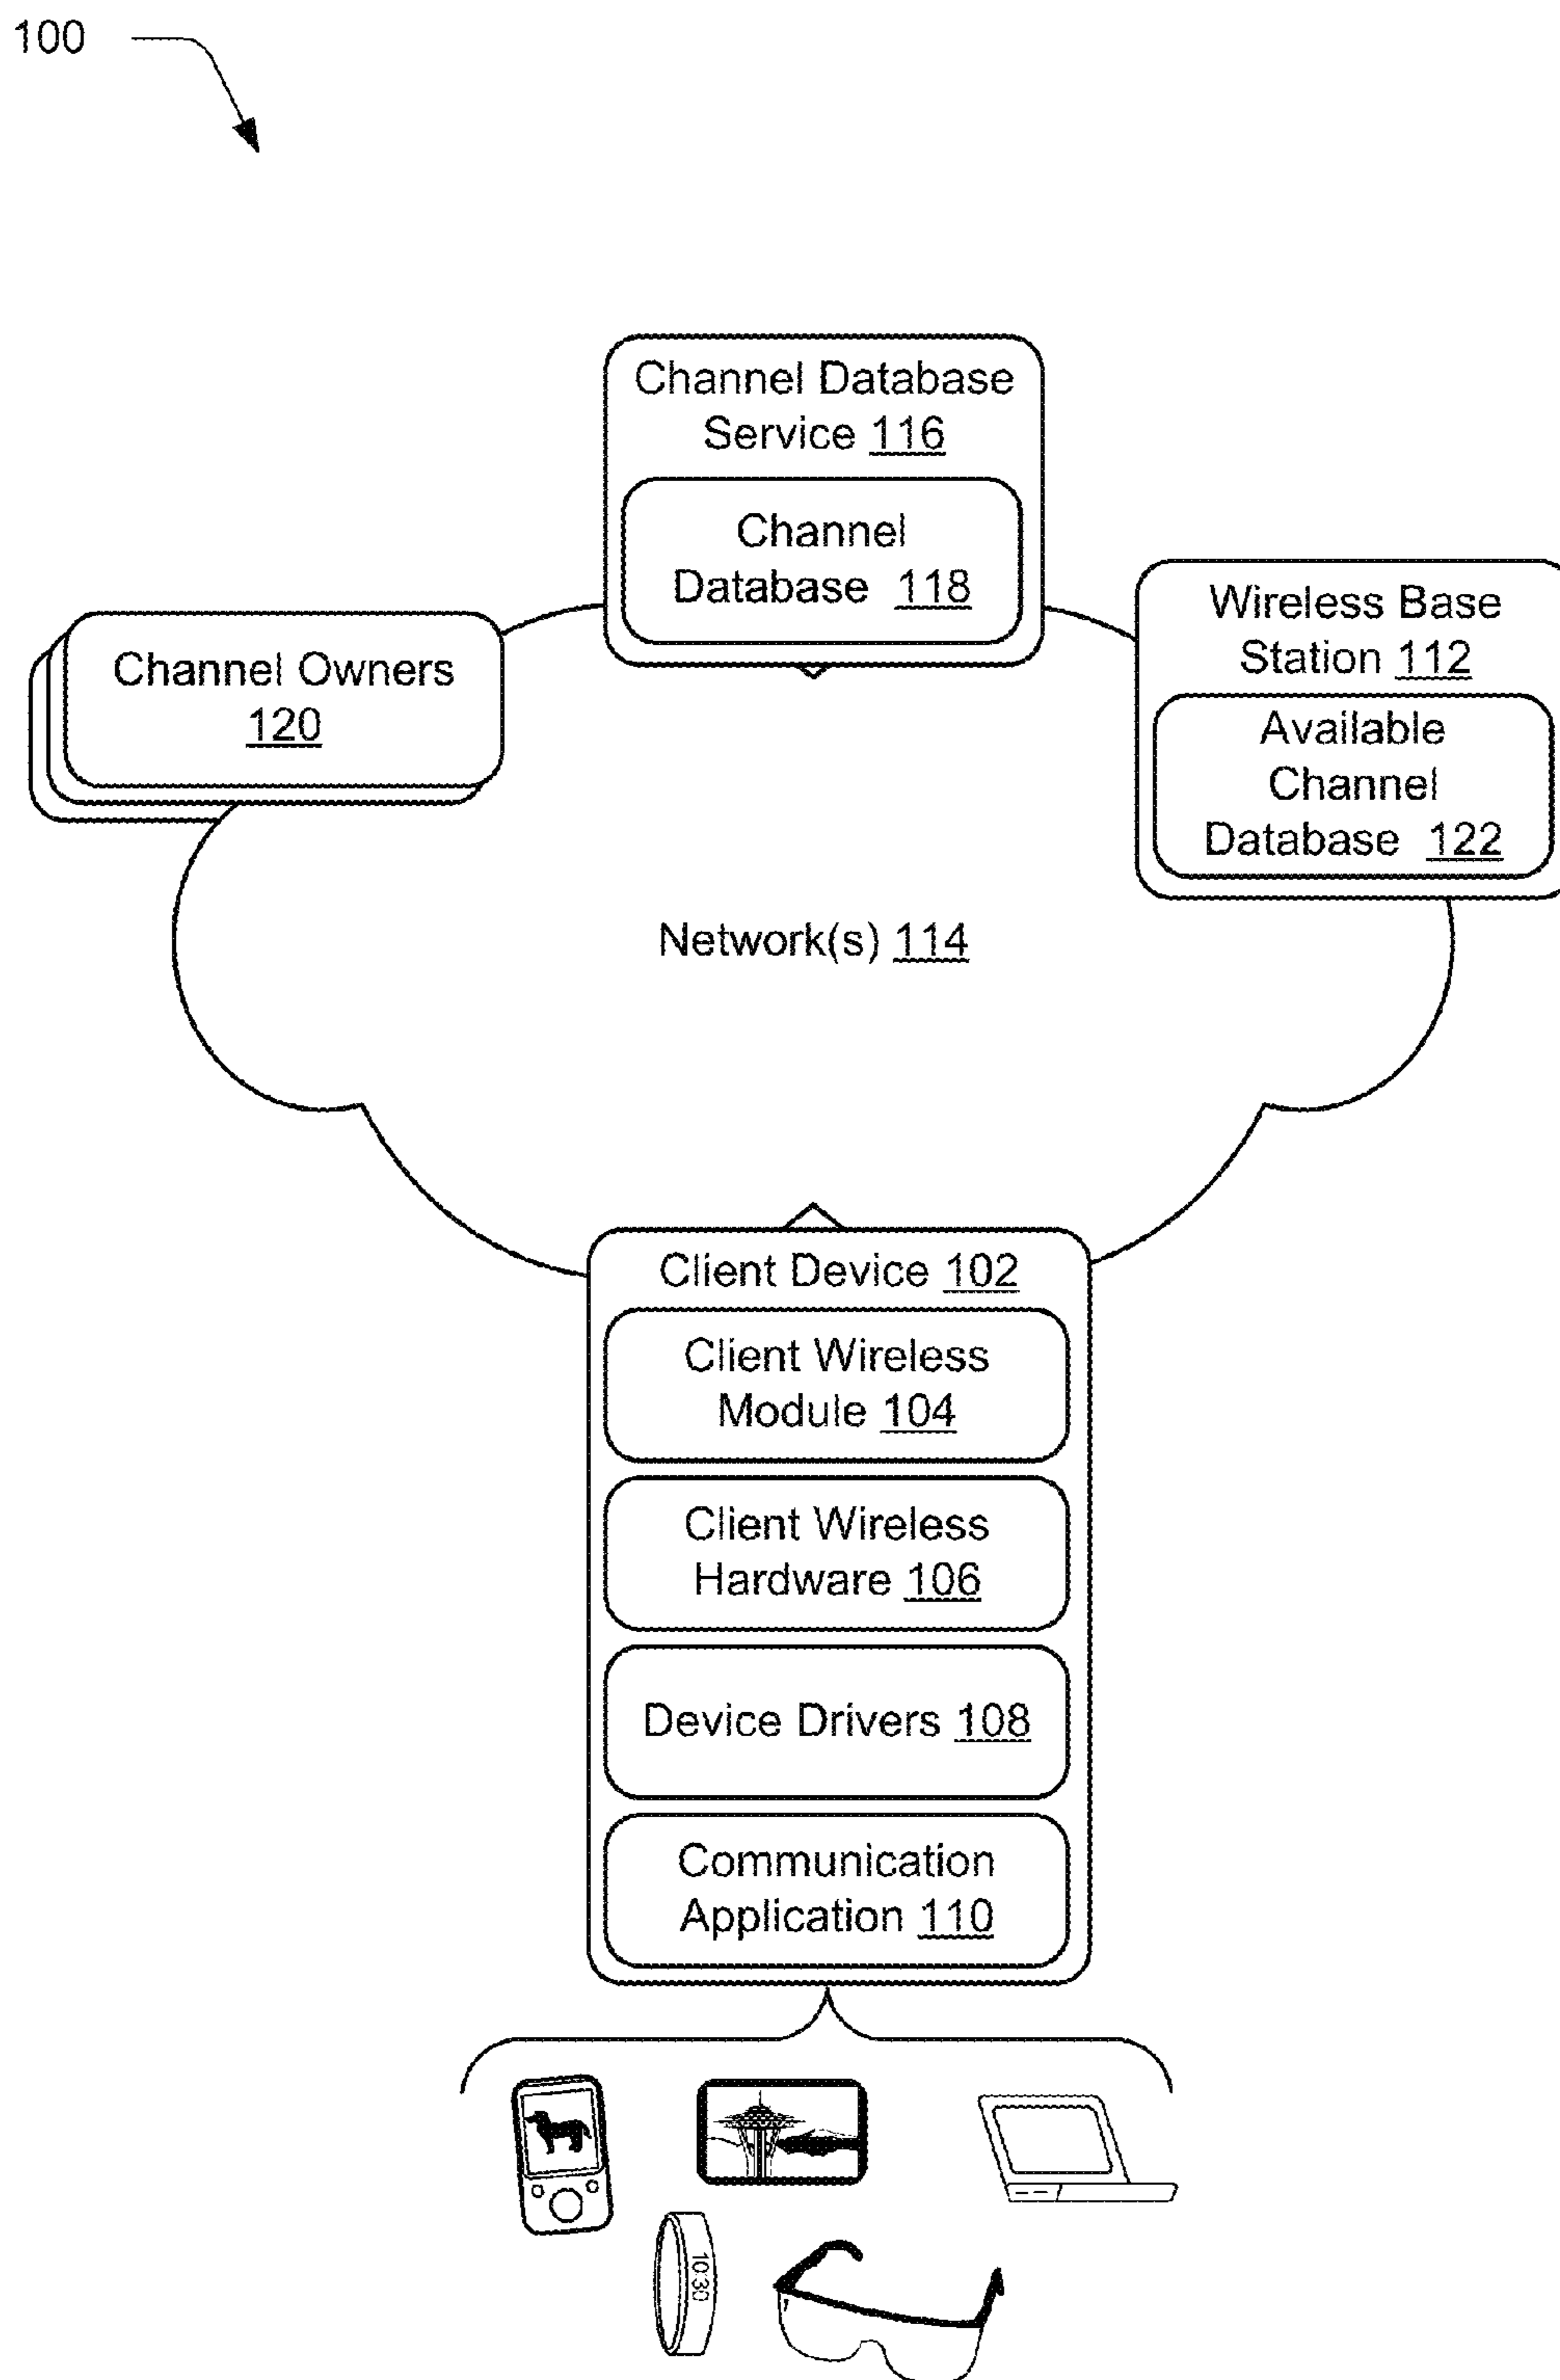 100
Channel Database
Service 116
Channel
Database 118
Channel Owners
120
Wireless Base
Station 112
Available
Channel
Database 122
Network(s) 114
Client Device 102
Client Wireless
Module 104
Client Wireless
Hardware 106
Device Drivers 108
Communication
Application 110
10:30